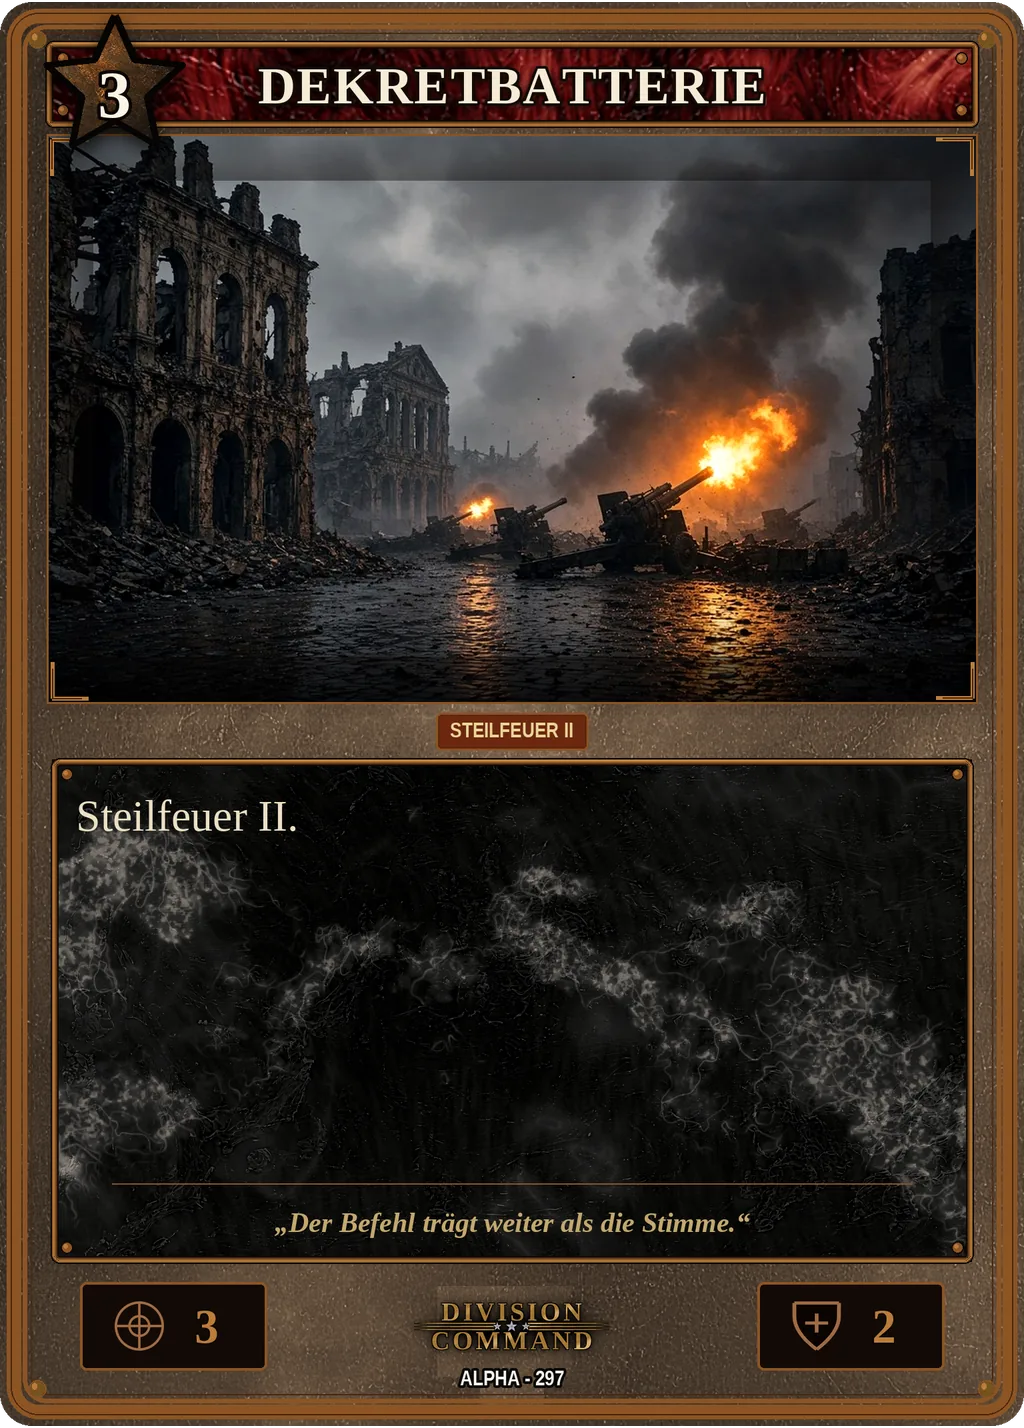 3
DEKRETBATTERIE
STEILFEUER II
Steilfeuer II.
„Der Befehl trägt weiter als die Stimme.“
3
DIVISION
COMMAND
2
ALPHA - 297